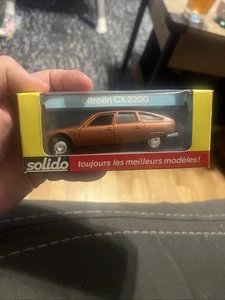 citroën CX 2200
solido
toujours les meilleurs modèles!